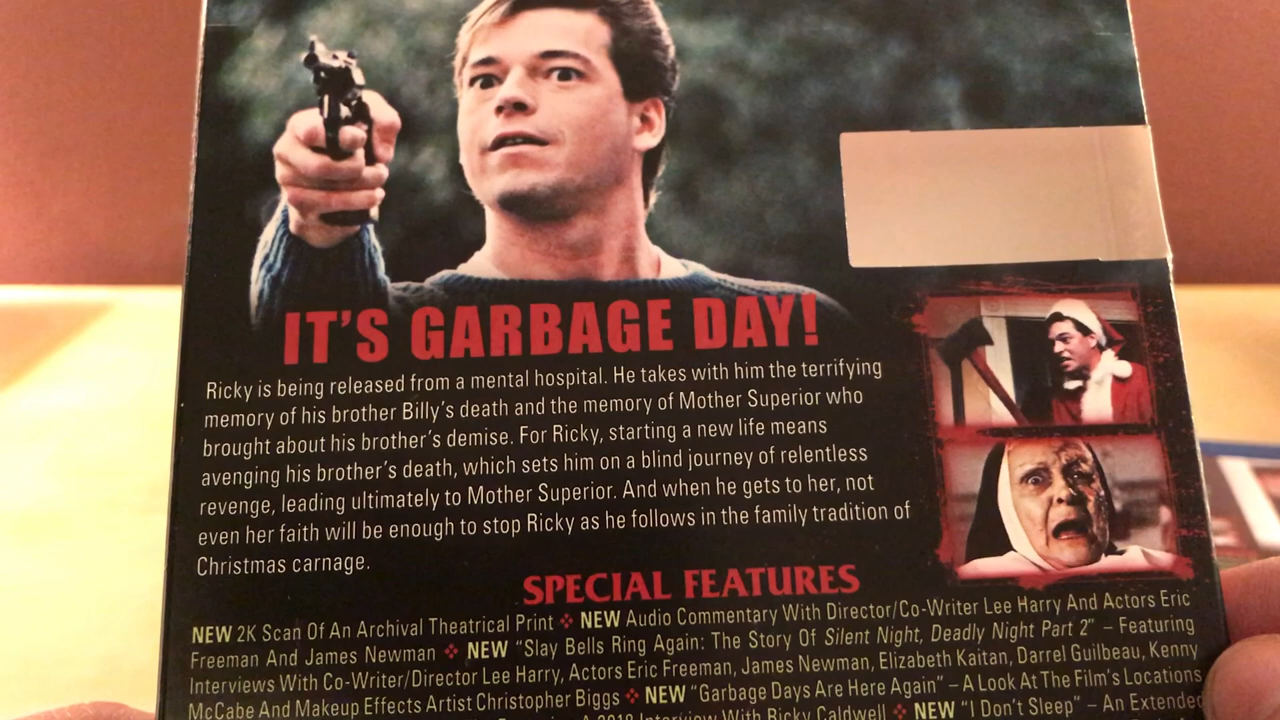 IT'S GARBAGE DAY!
Ricky is being released from a mental hospital. He takes with him the terrifying
memory of his brother Billy's death and the memory of Mother Superior who
brought about his brother's demise. For Ricky, starting a new life means
avenging his brother's death, which sets him on a blind journey of relentless
revenge, leading ultimately to Mother Superior. And when he gets to her, not
even her faith will be enough to stop Ricky as he follows in the family tradition of
Christmas carnage.
SPECIAL FEATURES
NEW 2K Scan Of An Archival Theatrical Print ❖ NEW Audio Commentary With Director/Co-Writer Lee Harry And Actors Eric
Freeman And James Newman ❖ NEW "Slay Bells Ring Again: The Story Of Silent Night, Deadly Night Part 2" – Featuring
Interviews With Co-Writer/Director Lee Harry, Actors Eric Freeman, James Newman, Elizabeth Kaitan, Darrel Guilbeau, Kenny
McCabe And Makeup Effects Artist Christopher Biggs ❖ NEW "Garbage Days Are Here Again" – A Look At The Film's Locations
A 2018 Interview With Ricky Caldwell ❖ NEW "I Don't Sleep" – An Extended